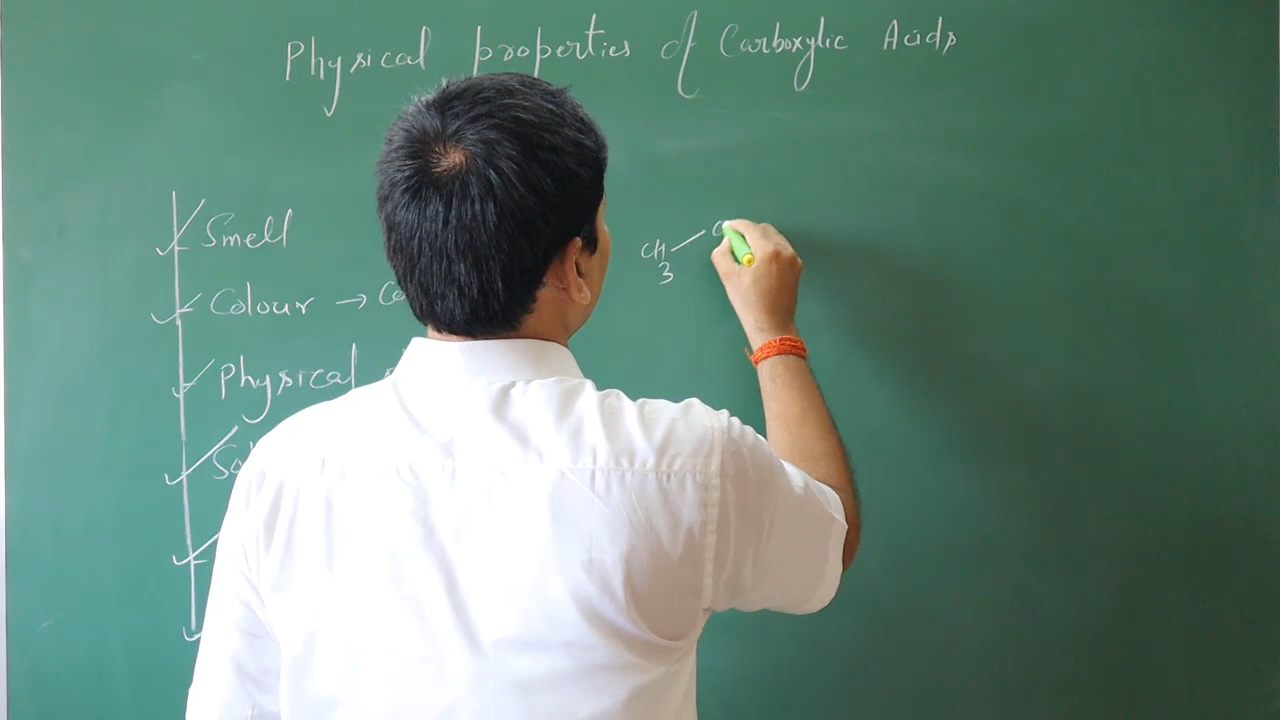 Physical properties of Carboxylic Acids
Smell
CH3
Colour →
Physical